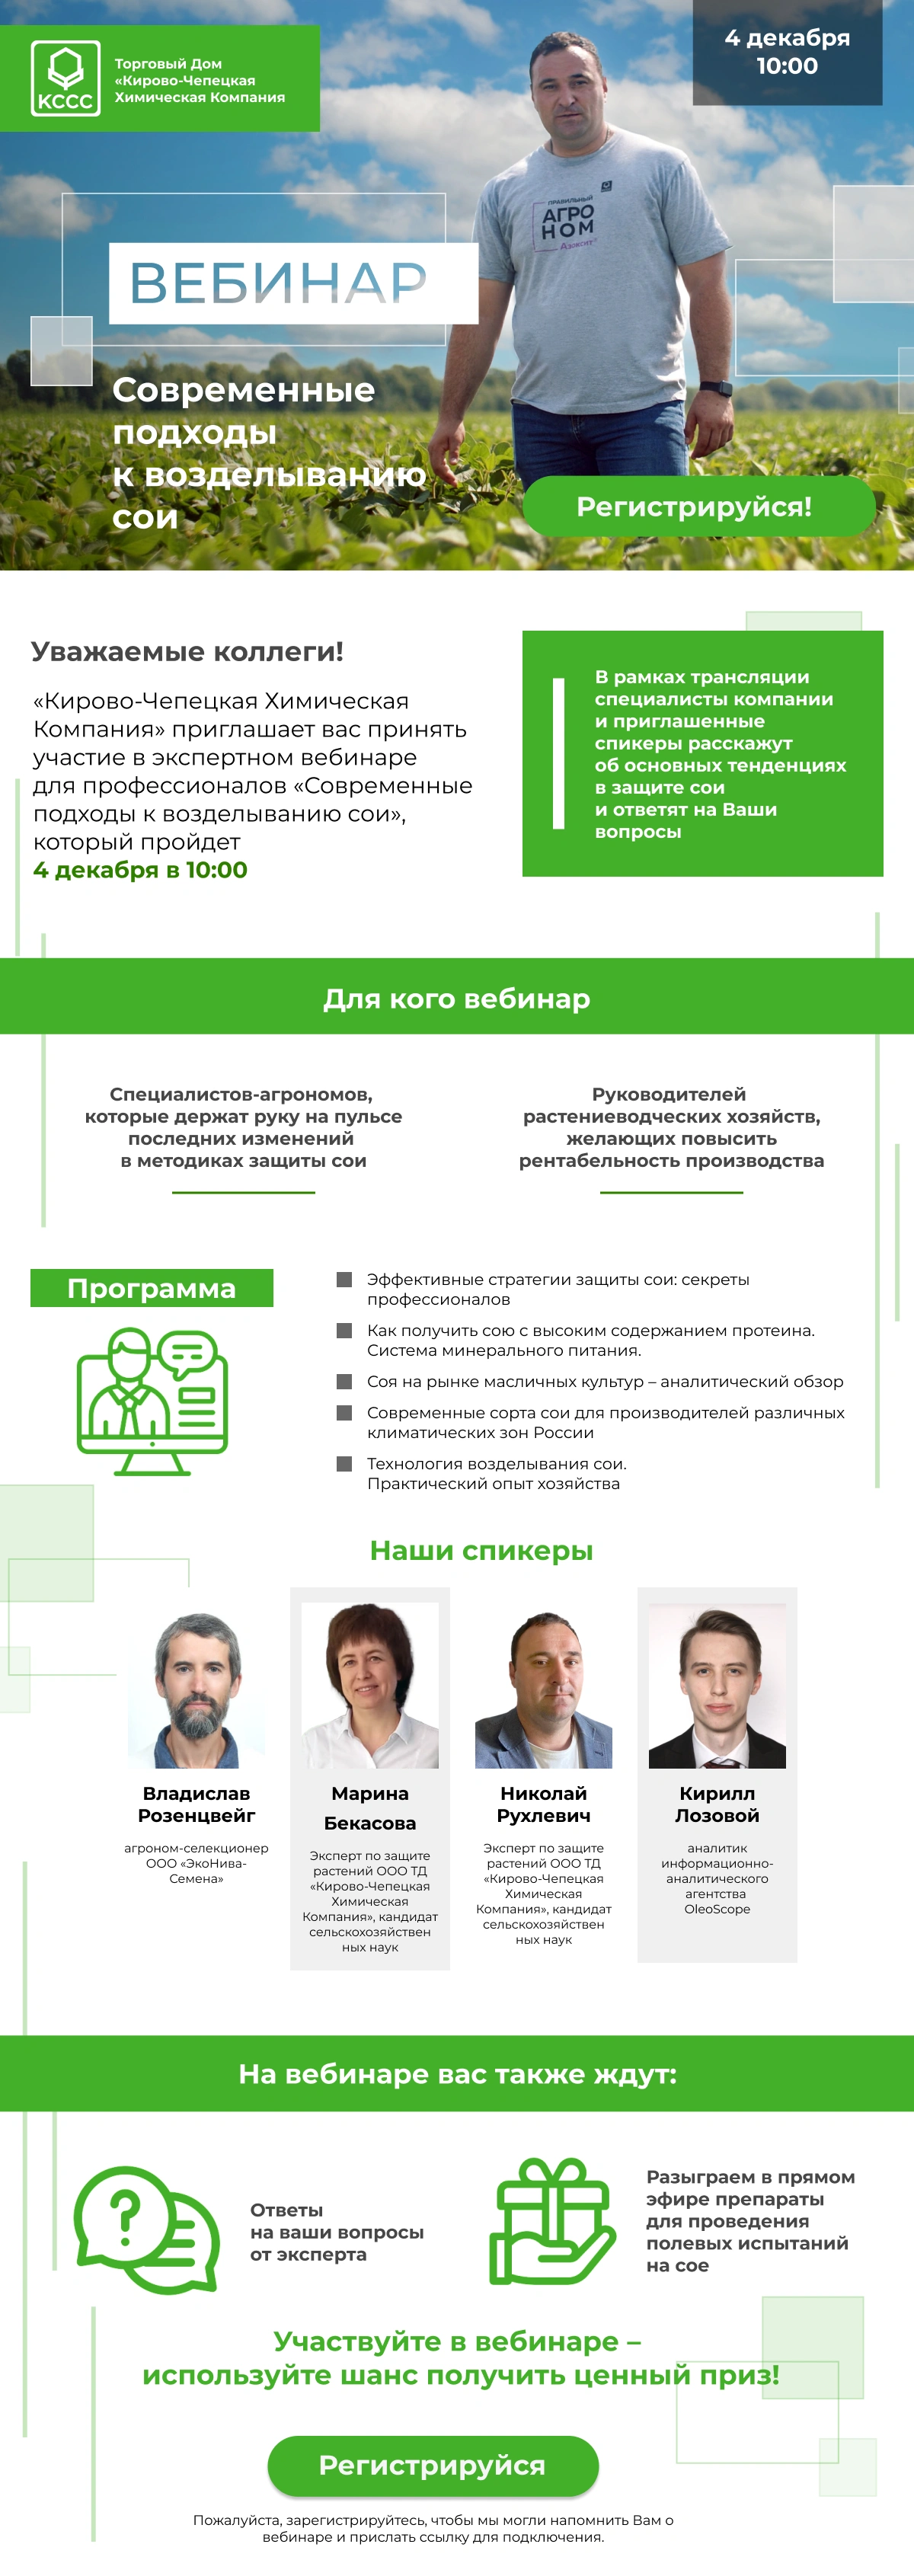 КССС
Торговый Дом
«Кирово-Чепецкая
Химическая Компания
4 декабря
10:00
ПРАВИЛЬНЫЙ
АГРО
НОМ
Азофсит
ВЕБИНАР
Современные
подходы
к возделыванию
сои
Регистрируйся!
Уважаемые коллеги!
«Кирово-Чепецкая Химическая
Компания» приглашает вас принять
участие в экспертном вебинаре
для профессионалов «Современные
подходы к возделыванию сои»,
который пройдет
4 декабря в 10:00
В рамках трансляции
специалисты компании
и приглашенные
спикеры расскажут
об основных тенденциях
в защите сои
и ответят на Ваши
вопросы
Для кого вебинар
Специалистов-агрономов,
которые держат руку на пульсе
последних изменений
в методиках защиты сои
Руководителей
растениеводческих хозяйств,
желающих повысить
рентабельность производства
Программа
Эффективные стратегии защиты сои: секреты
профессионалов
Как получить сою с высоким содержанием протеина.
Система минерального питания.
Соя на рынке масличных культур – аналитический обзор
Современные сорта сои для производителей различных
климатических зон России
Технология возделывания сои.
Практический опыт хозяйства
Наши спикеры
Владислав
Розенцвейг
агроном-селекционер
ООО «ЭкоНива-
Семена»
Марина
Бекасова
Эксперт по защите
растений ООО ТД
«Кирово-Чепецкая
Химическая
Компания», кандидат
сельскохозяйствен
ных наук
Николай
Рухлевич
Эксперт по защите
растений ООО ТД
«Кирово-Чепецкая
Химическая
Компания», кандидат
сельскохозяйствен
ных наук
Кирилл
Лозовой
аналитик
информационно-
аналитического
агентства
OleoScope
На вебинаре вас также ждут:
?
Ответы
на ваши вопросы
от эксперта
Разыграем в прямом
эфире препараты
для проведения
полевых испытаний
на сое
Участвуйте в вебинаре –
используйте шанс получить ценный приз!
Регистрируйся
Пожалуйста, зарегистрируйтесь, чтобы мы могли напомнить Вам о
вебинаре и прислать ссылку для подключения.